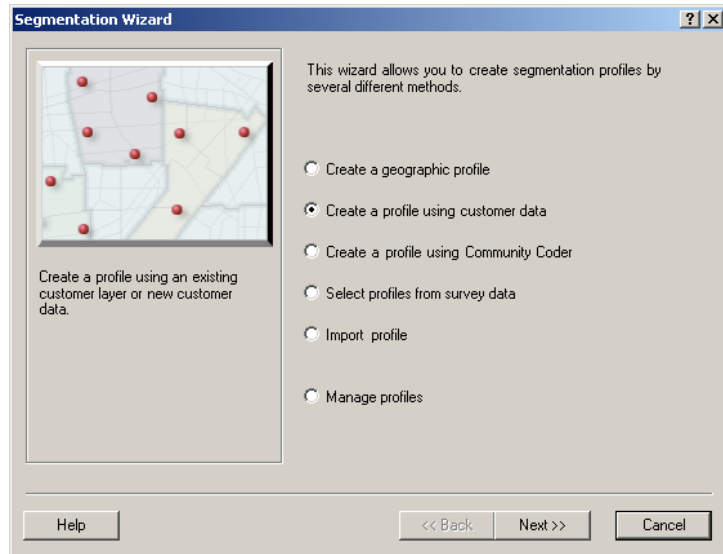 Segmentation Wizard
This wizard allows you to create segmentation profiles by
several different methods.
Create a geographic profile
Create a profile using customer data
Create a profile using Community Coder
Select profiles from survey data
Import profile
Manage profiles
Create a profile using an existing
customer layer or new customer
data.
Help
<< Back
Next >>
Cancel